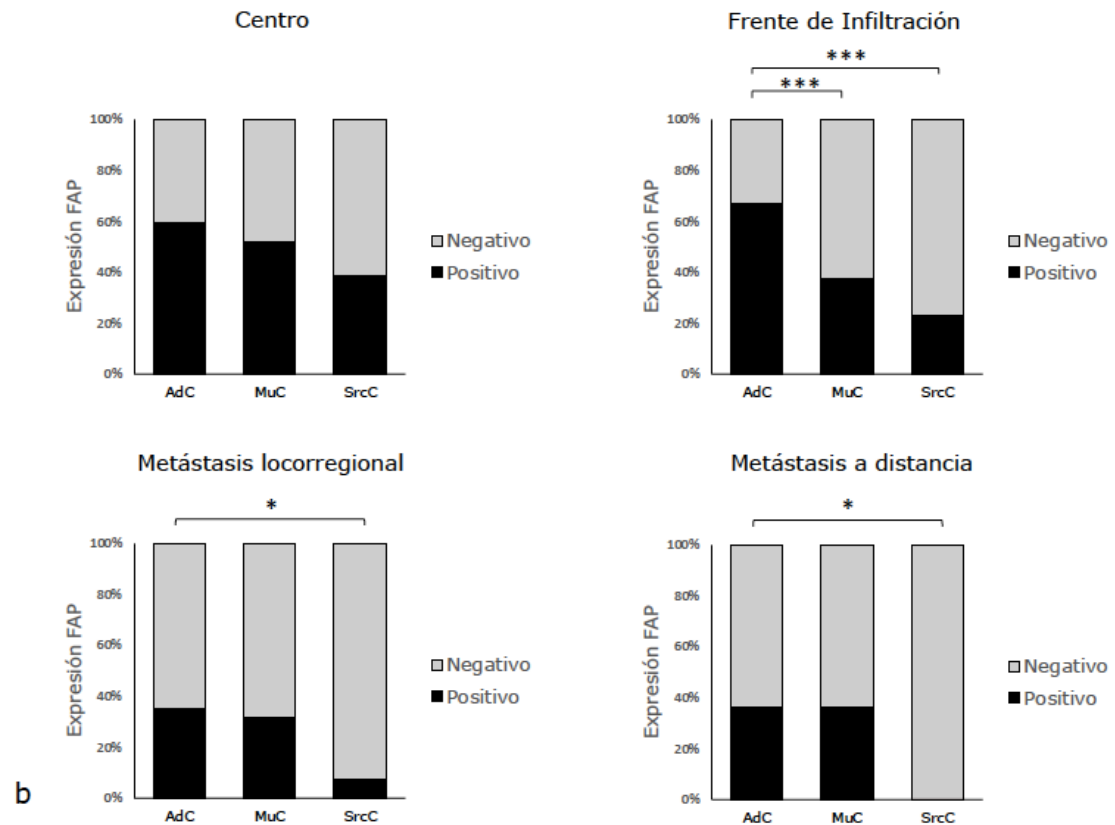 Centro
Expresión FAP
100%
80%
60%
40%
20%
0%
AdC MuC SrcC
Negativo
Positivo
Frente de Infiltración
***
***
Expresión FAP
100%
80%
60%
40%
20%
0%
AdC MuC SrcC
Negativo
Positivo
Metástasis locorregional
*
Expresión FAP
100%
80%
60%
40%
20%
0%
AdC MuC SrcC
Negativo
Positivo
Metástasis a distancia
*
Expresión FAP
100%
80%
60%
40%
20%
0%
AdC MuC SrcC
Negativo
Positivo
b